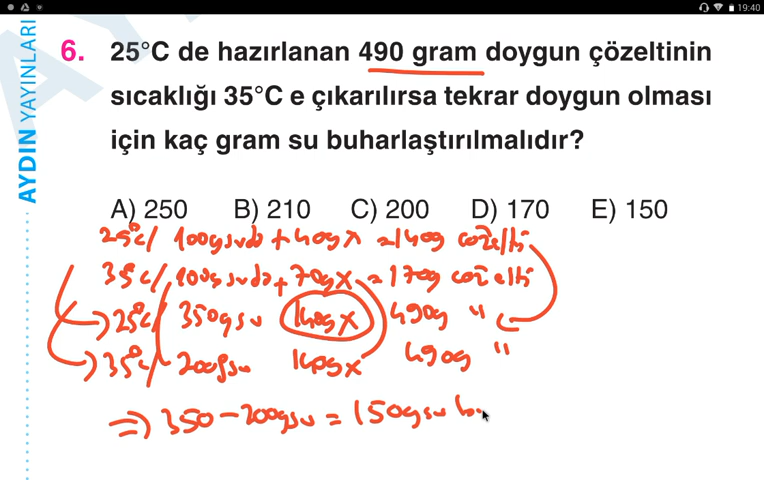 19:40
AYDIN YAYINLARI
6. 25°C de hazırlanan 490 gram doygun çözeltinin
sıcaklığı 35°C e çıkarılırsa tekrar doygun olması
için kaç gram su buharlaştırılmalıdır?
A) 250 B) 210 C) 200 D) 170 E) 150
25°C/ 100g suda + 40g X = 140g çözelti
35°C/ 100g suda + 70g X = 170g çözelti
→ 25°C/ 350g su 140g X 490g "
→ 35°C/ 200g su 140g X 490g "
⇒ 350 - 200g su = 150g su